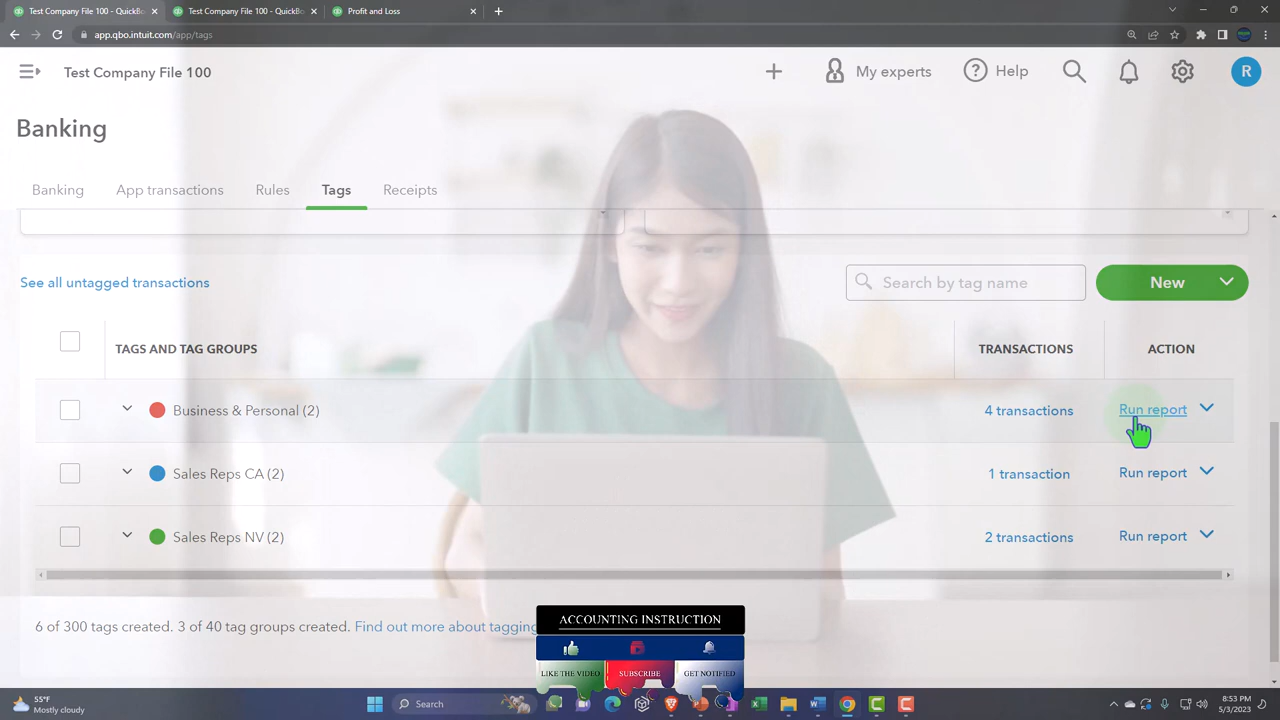 Test Company File 100 - QuickBo
Test Company File 100 - QuickBo
Profit and Loss
app.qbo.intuit.com/app/tags
Test Company File 100
My experts
Help
R
Banking
Banking
App transactions
Rules
Tags
Receipts
See all untagged transactions
Search by tag name
New
TAGS AND TAG GROUPS
TRANSACTIONS
ACTION
Business & Personal (2)
4 transactions
Run report
Sales Reps CA (2)
1 transaction
Run report
Sales Reps NV (2)
2 transactions
Run report
6 of 300 tags created. 3 of 40 tag groups created. Find out more about tagging
ACCOUNTING INSTRUCTION
LIKE THE VIDEO
SUBSCRIBE
GET NOTIFIED
55°F
Mostly cloudy
Search
8:53 PM
5/3/2023